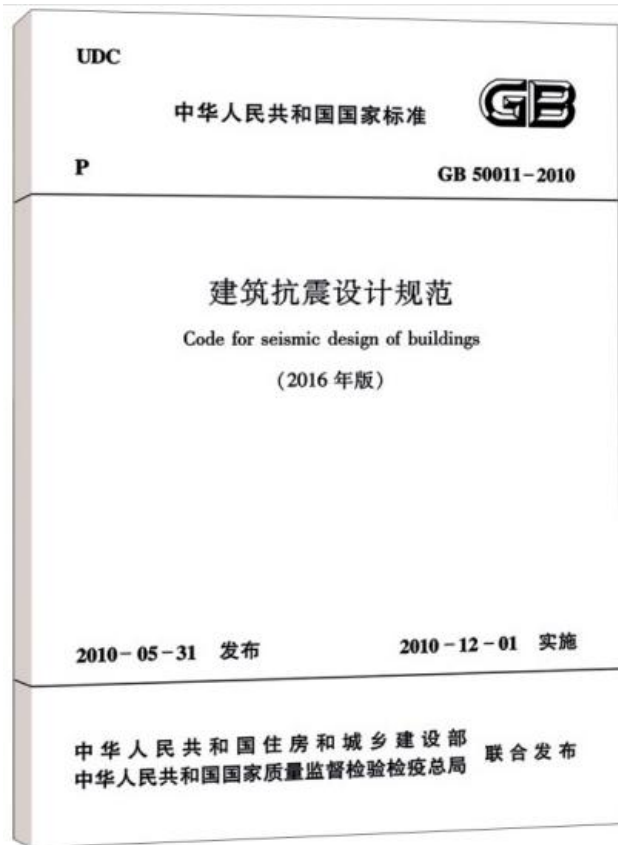 UDC
中华人民共和国国家标准
GB
P
GB 50011-2010
建筑抗震设计规范
Code for seismic design of buildings
(2016 年版)
2010-05-31 发布
2010-12-01 实施
中华人民共和国住房和城乡建设部
中华人民共和国国家质量监督检验检疫总局
联合发布